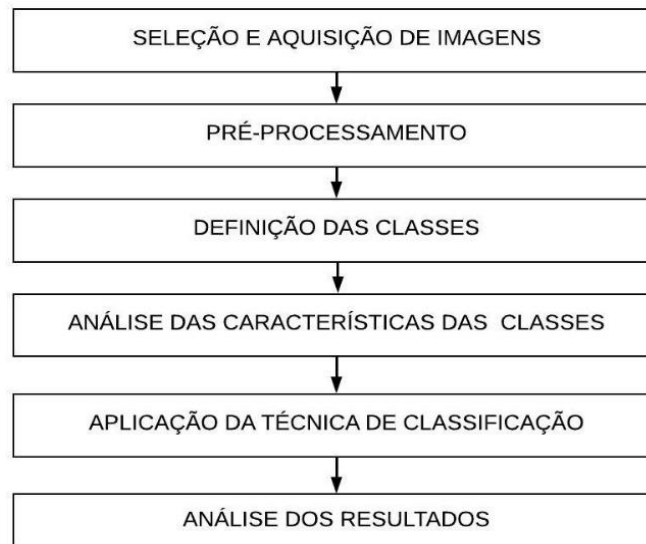 SELEÇÃO E AQUISIÇÃO DE IMAGENS
PRÉ-PROCESSAMENTO
DEFINIÇÃO DAS CLASSES
ANÁLISE DAS CARACTERÍSTICAS DAS CLASSES
APLICAÇÃO DA TÉCNICA DE CLASSIFICAÇÃO
ANÁLISE DOS RESULTADOS